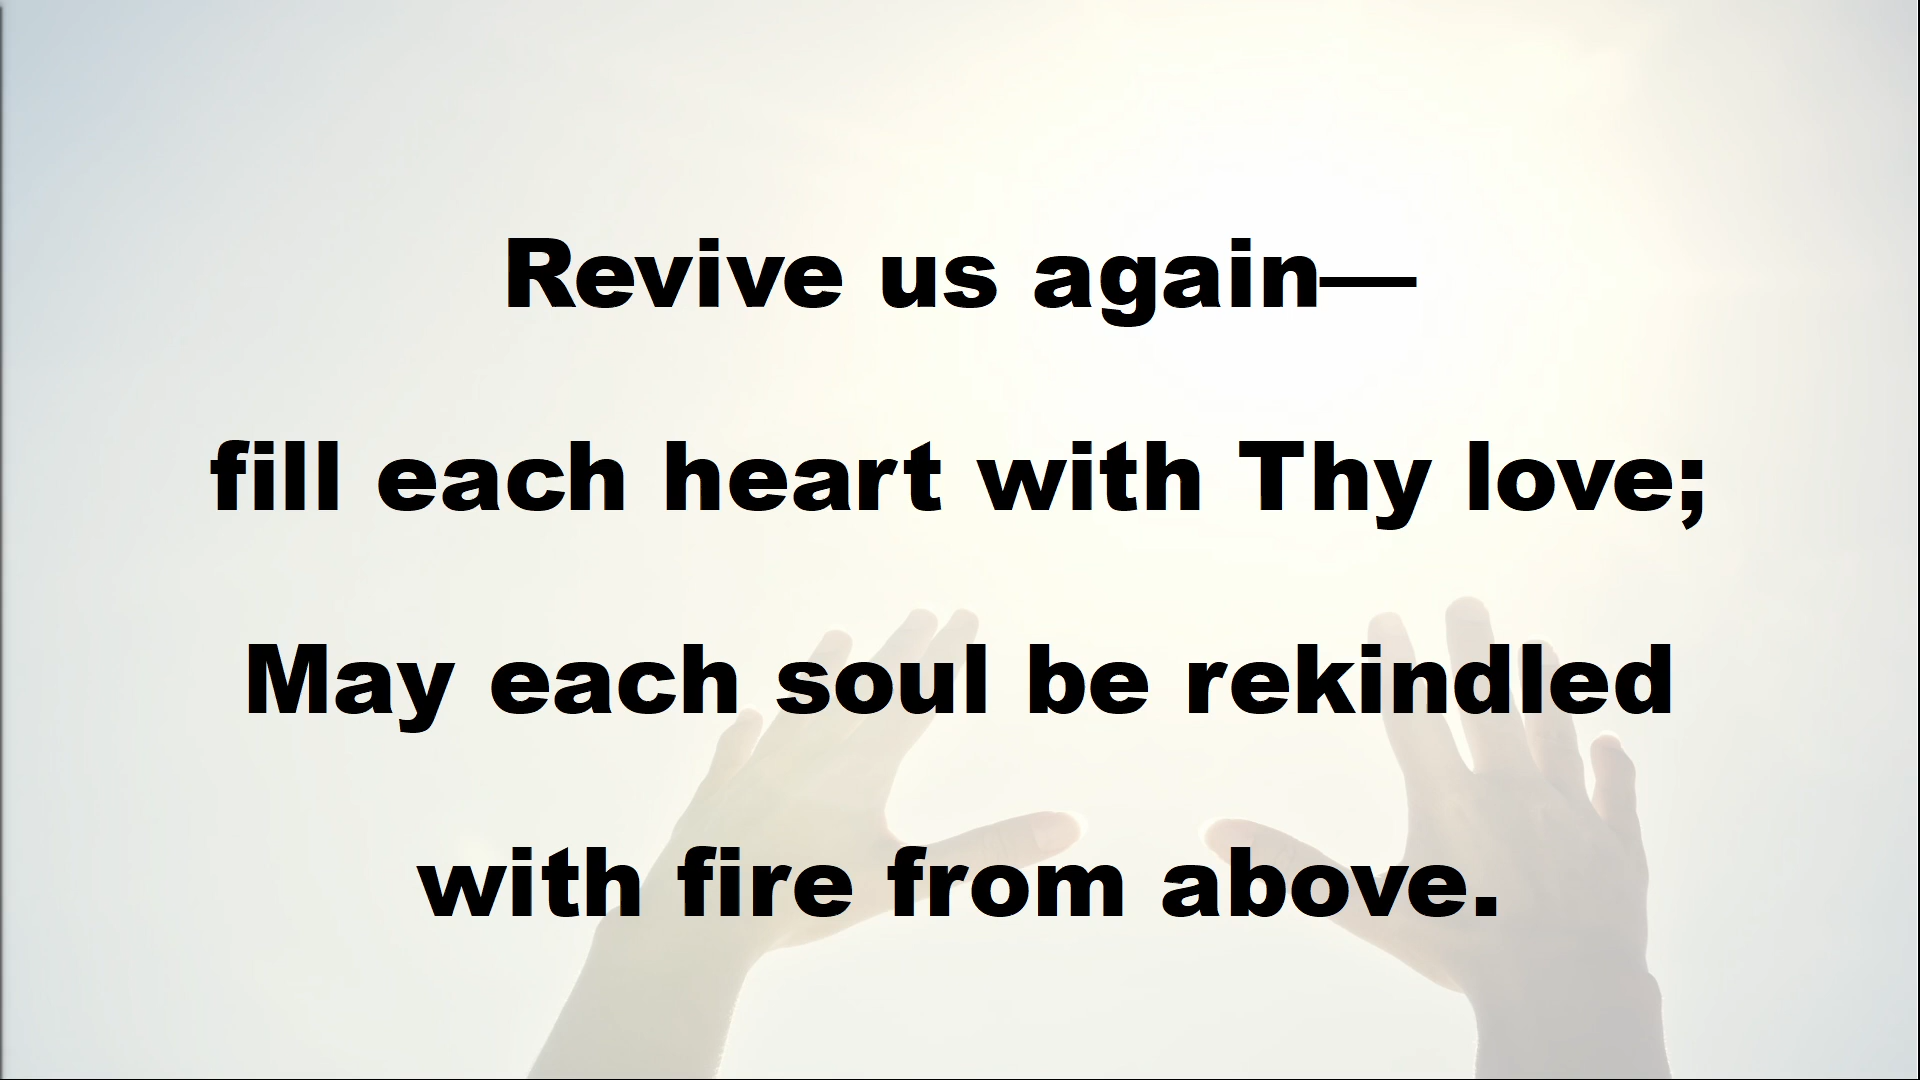 Revive us again—
fill each heart with Thy love;
May each soul be rekindled
with fire from above.